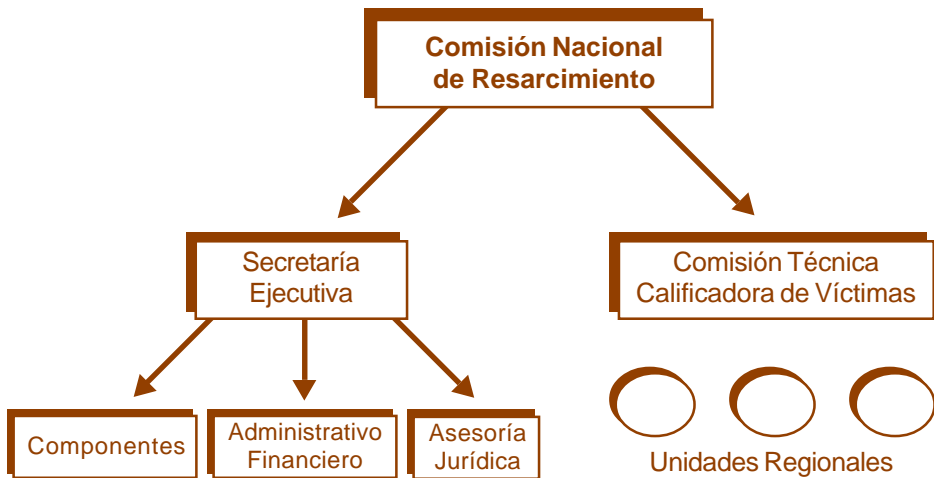 Comisión Nacional
de Resarcimiento
Secretaría
Ejecutiva
Comisión Técnica
Calificadora de Víctimas
Componentes
Administrativo
Financiero
Asesoría
Jurídica
Unidades Regionales